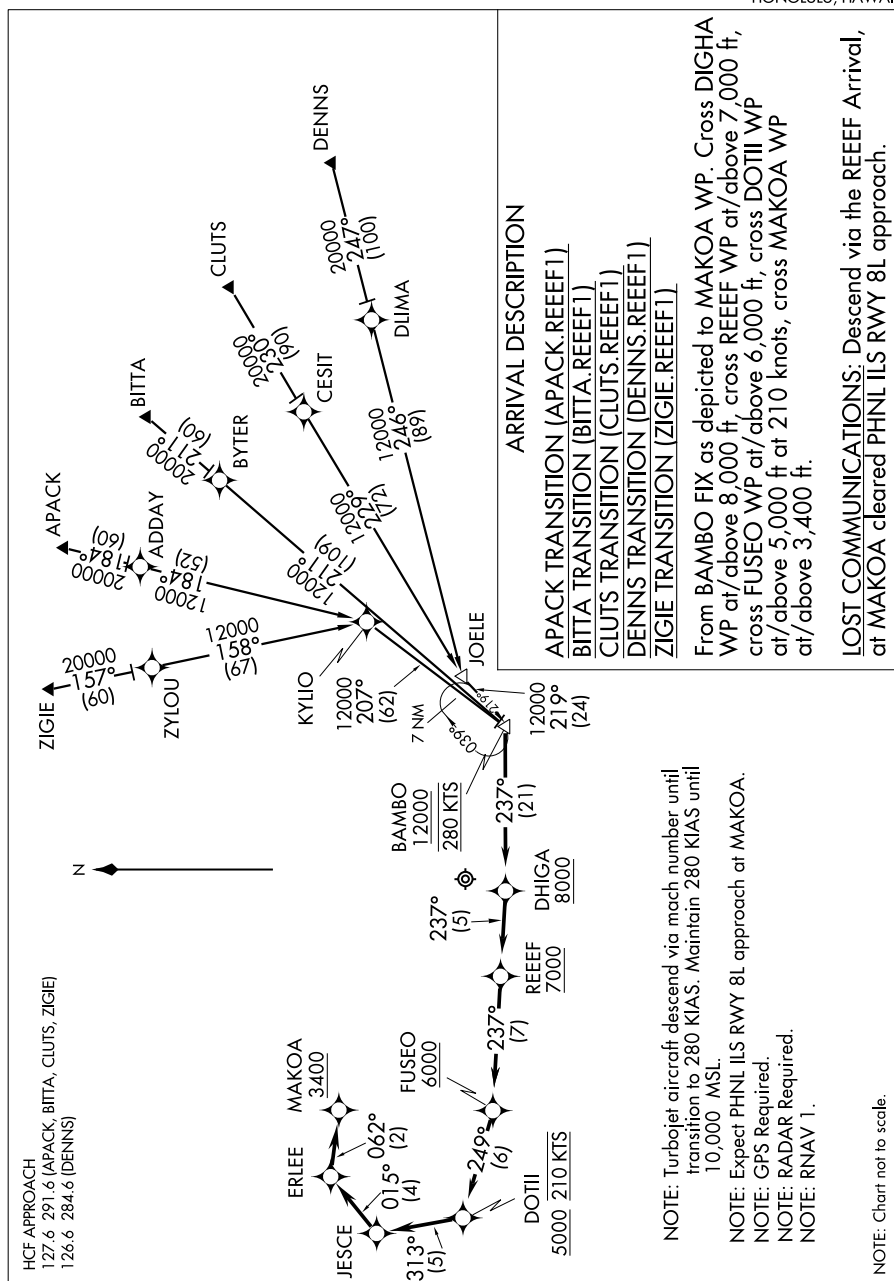 HONOLULU, HAWAII
HCF APPROACH
127.6 291.6 (APACK, BITTA, CLUTS, ZIGIE)
126.6 284.6 (DENNS)
N
ZIGIE
20000
157°
(60)
ZYLOU
12000
158°
(67)
APACK
20000
184°
(60)
ADDAY
12000
184°
(52)
BITTA
20000
211°
(60)
BYTER
12000
211°
(109)
CLUTS
20000
230°
(90)
CESIT
12000
229°
(72)
DENNS
20000
247°
(100)
DLIMA
12000
246°
(89)
KYLIO
12000
207°
(62)
7 NM
039°
219°
JOELE
12000
219°
(24)
BAMBO
12000
280 KTS
237°
(21)
DHIGA
8000
237°
(5)
REEEF
7000
237°
(7)
FUSEO
6000
249°
(6)
DOTII
5000 210 KTS
313°
(5)
JESCE
015°
(4)
ERLEE
062°
(2)
MAKOA
3400
ARRIVAL DESCRIPTION
APACK TRANSITION (APACK.REEEF1)
BITTA TRANSITION (BITTA.REEEF1)
CLUTS TRANSITION (CLUTS.REEEF1)
DENNS TRANSITION (DENNS.REEEF1)
ZIGIE TRANSITION (ZIGIE.REEEF1)
From BAMBO FIX as depicted to MAKOA WP. Cross DIGHA
WP at/above 8,000 ft, cross REEEF WP at/above 7,000 ft,
cross FUSEO WP at/above 6,000 ft, cross DOTII WP
at/above 5,000 ft at 210 knots, cross MAKOA WP
at/above 3,400 ft.
LOST COMMUNICATIONS: Descend via the REEEF Arrival,
at MAKOA cleared PHNL ILS RWY 8L approach.
NOTE: Turbojet aircraft descend via mach number until
transition to 280 KIAS. Maintain 280 KIAS until
10,000 MSL.
NOTE: Expect PHNL ILS RWY 8L approach at MAKOA.
NOTE: GPS Required.
NOTE: RADAR Required.
NOTE: RNAV 1.
NOTE: Chart not to scale.